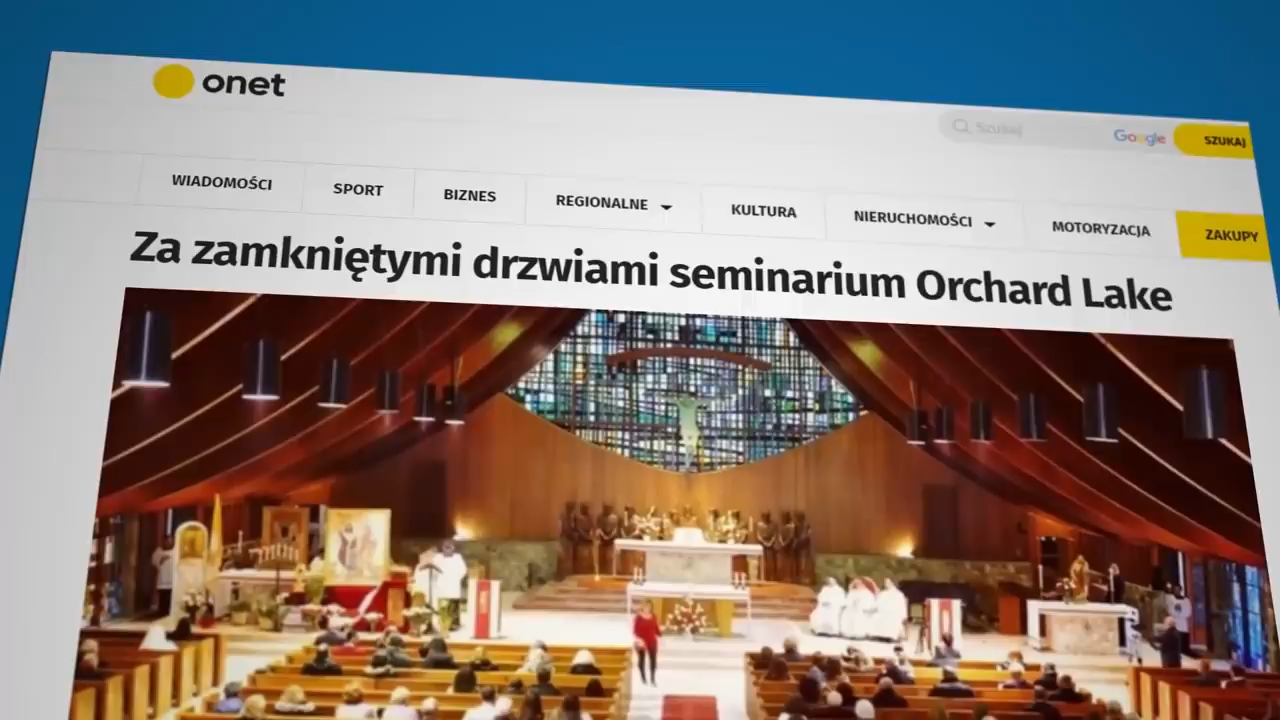 onet
Szukaj
Google
SZUKAJ
WIADOMOŚCI
SPORT
BIZNES
REGIONALNE
KULTURA
NIERUCHOMOŚCI
MOTORYZACJA
ZAKUPY
Za zamkniętymi drzwiami seminarium Orchard Lake